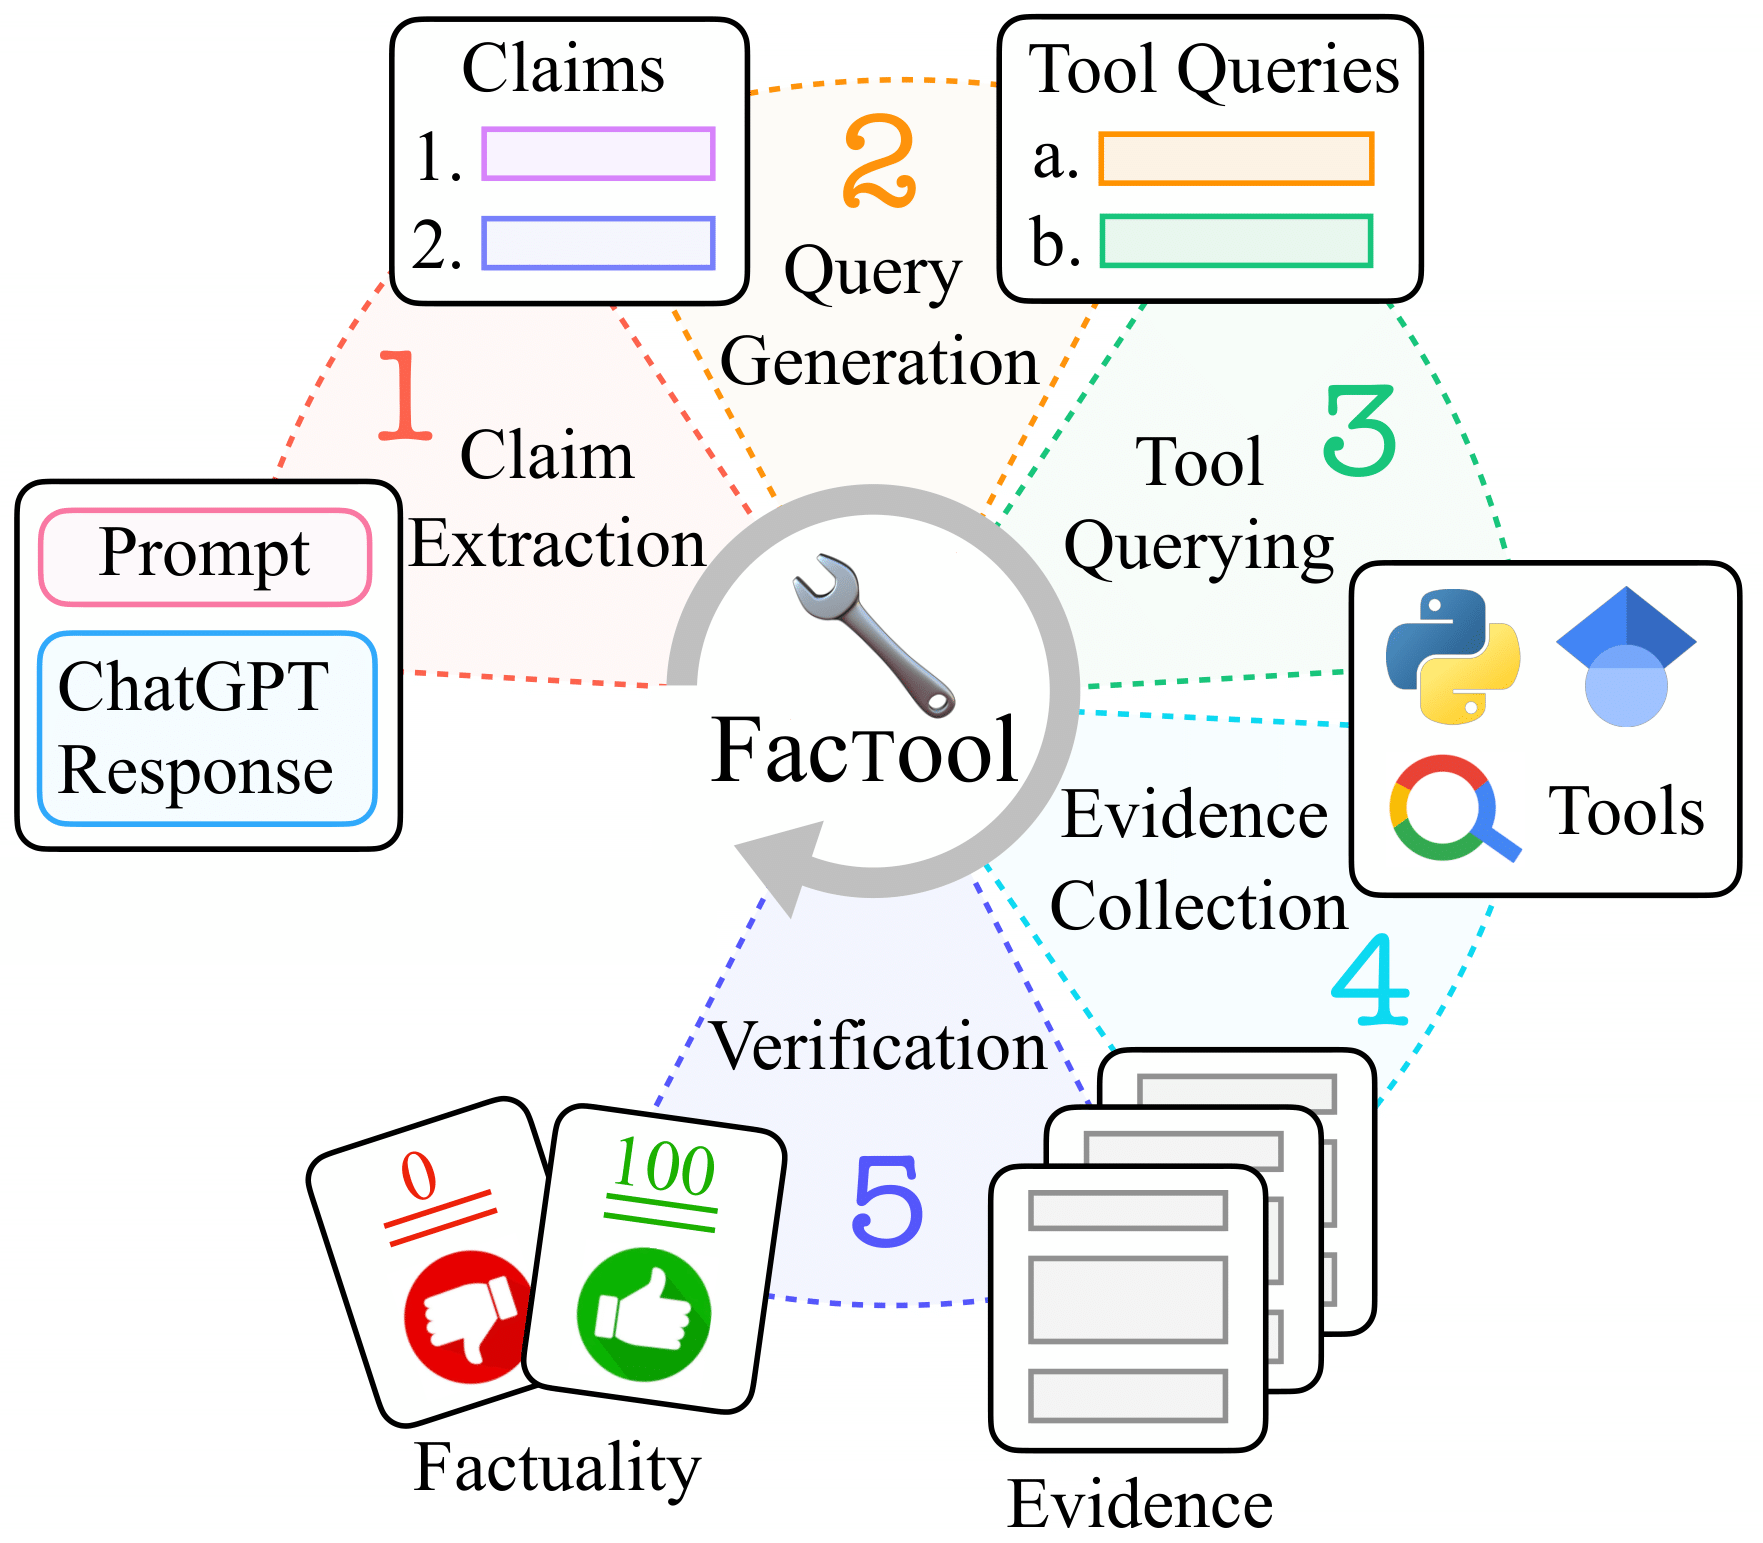 Claims
1.
2.
2
Query
Generation
Tool Queries
a.
b.
1
Claim
Extraction
3
Tool
Querying
Prompt
ChatGPT
Response
FacTool
Tools
Evidence
Collection
4
Verification
5
0
100
Factuality
Evidence